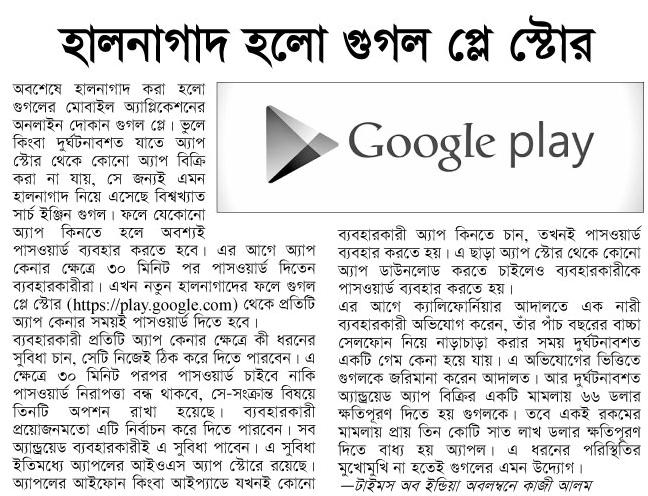 হালনাগাদ হলো গুগল প্লে স্টোর
অবশেষে হালনাগাদ করা হলো
গুগলের মোবাইল অ্যাপ্লিকেশনের
অনলাইন দোকান গুগল প্লে। ভুলে
কিংবা দুর্ঘটনাবশত যাতে অ্যাপ
স্টোর থেকে কোনো অ্যাপ বিক্রি
করা না যায়, সে জন্যই এমন
হালনাগাদ নিয়ে এসেছে বিশ্বখ্যাত
সার্চ ইঞ্জিন গুগল। ফলে যেকোনো
অ্যাপ কিনতে হলে অবশ্যই
পাসওয়ার্ড ব্যবহার করতে হবে। এর আগে অ্যাপ
কেনার ক্ষেত্রে ৩০ মিনিট পর পাসওয়ার্ড দিতেন
ব্যবহারকারীরা। এখন নতুন হালনাগাদের ফলে গুগল
প্লে স্টোর (https://play.google.com) থেকে প্রতিটি
অ্যাপ কেনার সময়ই পাসওয়ার্ড দিতে হবে।
ব্যবহারকারী প্রতিটি অ্যাপ কেনার ক্ষেত্রে কী ধরনের
সুবিধা চান, সেটি নিজেই ঠিক করে দিতে পারবেন। এ
ক্ষেত্রে ৩০ মিনিট পরপর পাসওয়ার্ড চাইবে নাকি
পাসওয়ার্ড নিরাপত্তা বন্ধ থাকবে, সে-সংক্রান্ত বিষয়ে
তিনটি অপশন রাখা হয়েছে। ব্যবহারকারী
প্রয়োজনমতো এটি নির্বাচন করে দিতে পারবেন। সব
অ্যান্ড্রয়েড ব্যবহারকারীই এ সুবিধা পাবেন। এ সুবিধা
ইতিমধ্যে অ্যাপলের আইওএস অ্যাপ স্টোরে রয়েছে।
অ্যাপলের আইফোন কিংবা আইপ্যাডে যখনই কোনো
Google play
ব্যবহারকারী অ্যাপ কিনতে চান, তখনই পাসওয়ার্ড
ব্যবহার করতে হয়। এ ছাড়া অ্যাপ স্টোর থেকে কোনো
অ্যাপ ডাউনলোড করতে চাইলেও ব্যবহারকারীকে
পাসওয়ার্ড ব্যবহার করতে হয়।
এর আগে ক্যালিফোর্নিয়ার আদালতে এক নারী
ব্যবহারকারী অভিযোগ করেন, তাঁর পাঁচ বছরের বাচ্চা
সেলফোন নিয়ে নাড়াচাড়া করার সময় দুর্ঘটনাবশত
একটি গেম কেনা হয়ে যায়। এ অভিযোগের ভিত্তিতে
গুগলকে জরিমানা করেন আদালত। আর দুর্ঘটনাবশত
অ্যান্ড্রয়েড অ্যাপ বিক্রির একটি মামলায় ৬৬ ডলার
ক্ষতিপূরণ দিতে হয় গুগলকে। তবে একই রকমের
মামলায় প্রায় তিন কোটি সাত লাখ ডলার ক্ষতিপূরণ
দিতে বাধ্য হয় অ্যাপল। এ ধরনের পরিস্থিতির
মুখোমুখি না হতেই গুগলের এমন উদ্যোগ।
—টাইমস অব ইন্ডিয়া অবলম্বনে কাজী আলম